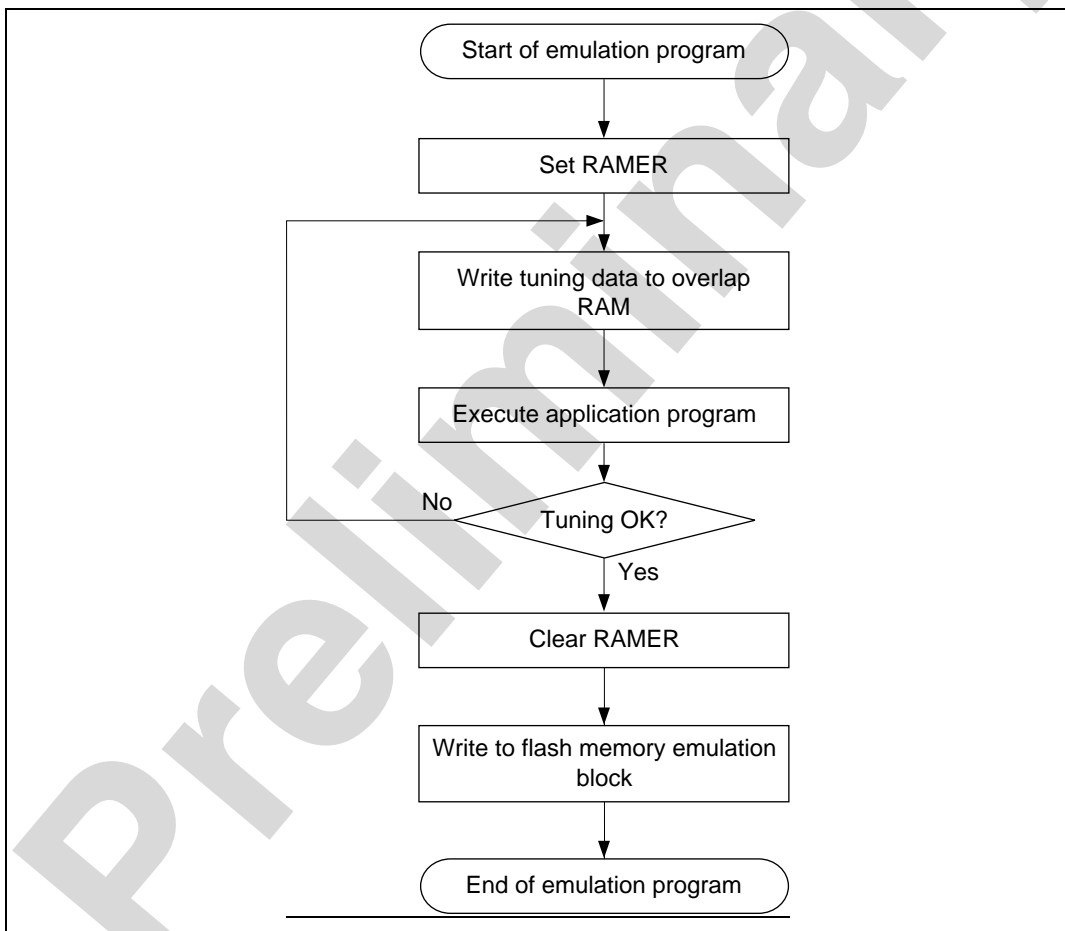 Start of emulation program
Set RAMER
Write tuning data to overlap
RAM
Execute application program
No
Tuning OK?
Yes
Clear RAMER
Write to flash memory emulation
block
End of emulation program
Preliminar